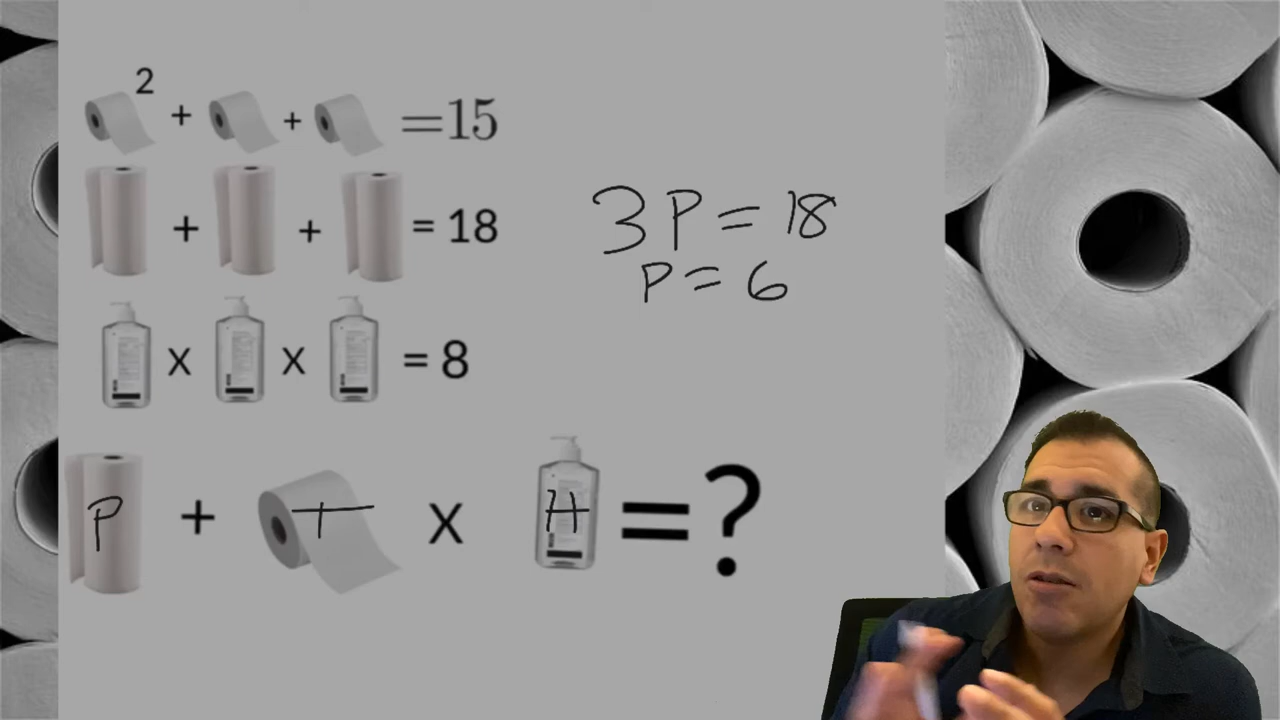 2
+ + =15
+ + = 18
3P = 18
P = 6
X X = 8
P + T X H = ?